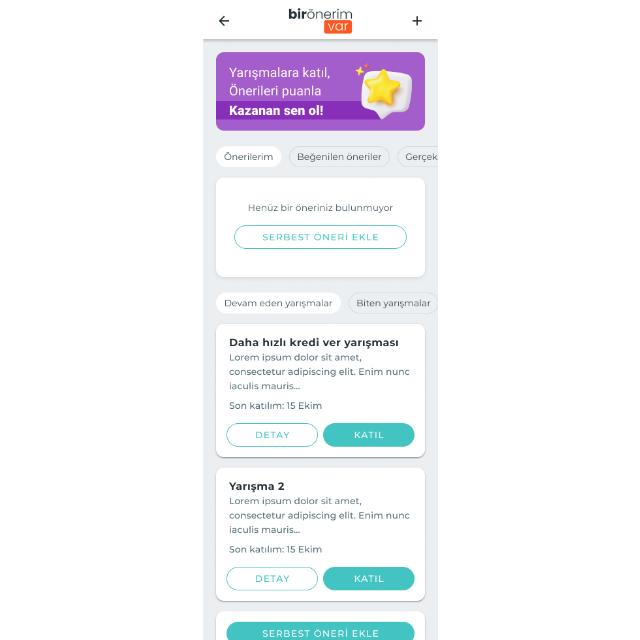 birönerim
var
Yarışmalara katıl,
Önerileri puanla
Kazanan sen ol!
Önerilerim
Beğenilen öneriler
Gerçek
Henüz bir öneriniz bulunmuyor
SERBEST ÖNERİ EKLE
Devam eden yarışmalar
Biten yarışmalar
Daha hızlı kredi ver yarışması
Lorem ipsum dolor sit amet,
consectetur adipiscing elit. Enim nunc
iaculis mauris...
Son katılım: 15 Ekim
DETAY
KATIL
Yarışma 2
Lorem ipsum dolor sit amet,
consectetur adipiscing elit. Enim nunc
iaculis mauris...
Son katılım: 15 Ekim
DETAY
KATIL
SERBEST ÖNERİ EKLE